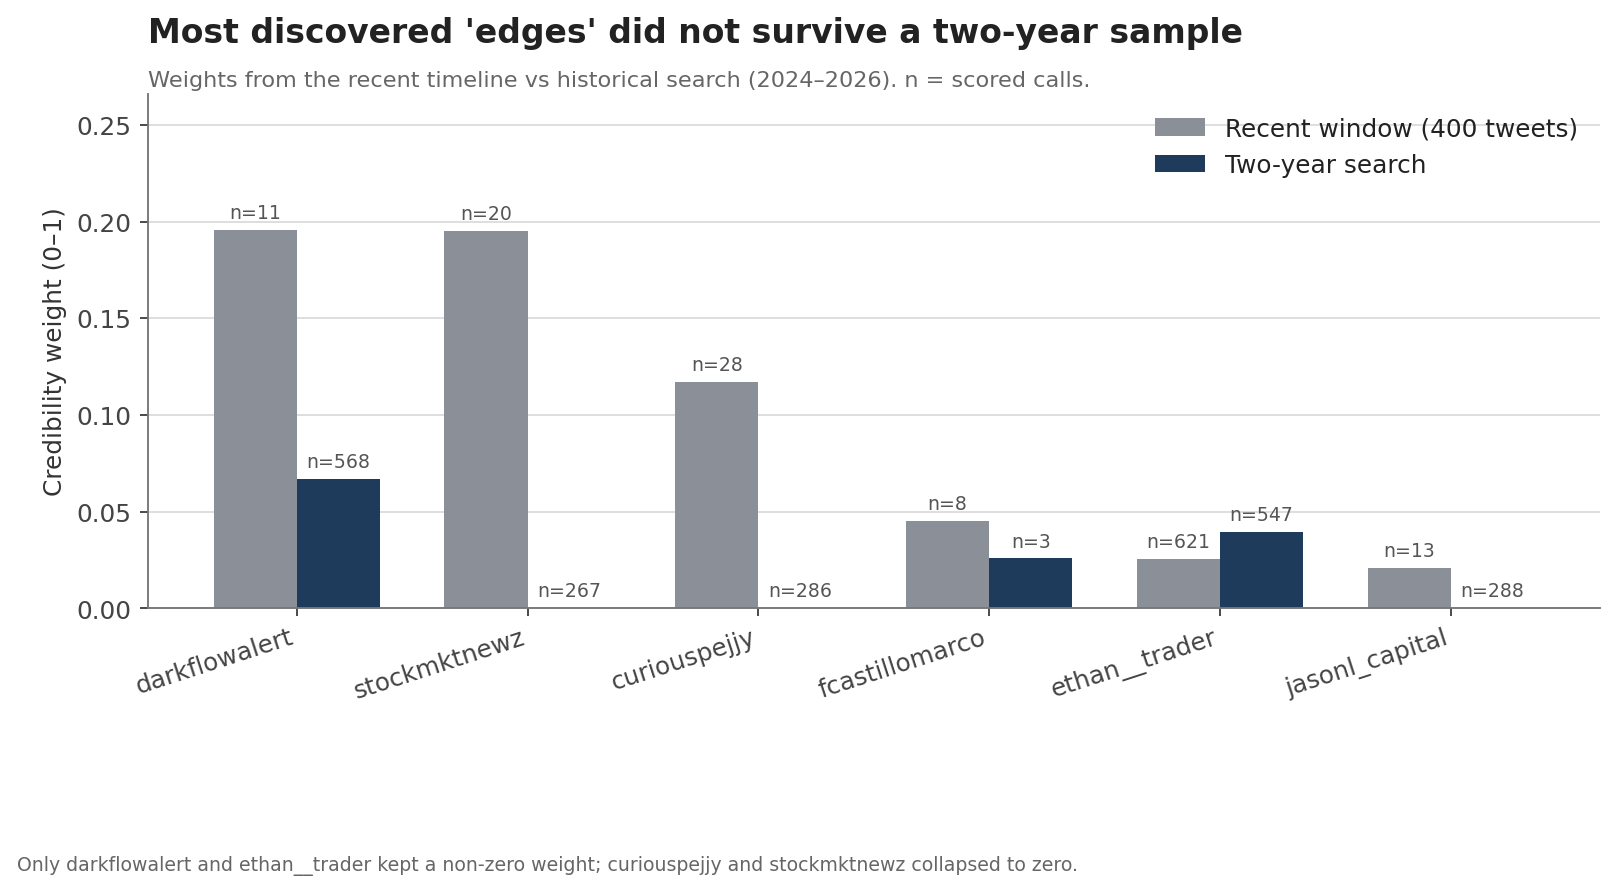 Most discovered 'edges' did not survive a two-year sample
Weights from the recent timeline vs historical search (2024–2026). n = scored calls.
Recent window (400 tweets)
Two-year search
Credibility weight (0–1)
0.25
0.20
0.15
0.10
0.05
0.00
n=11
n=568
n=20
n=267
n=28
n=286
n=8
n=3
n=621
n=547
n=13
n=288
darkflowalert
stockmktnewz
curiouspejjy
fcastillomarco
ethan__trader
jasonl_capital
Only darkflowalert and ethan__trader kept a non-zero weight; curiouspejjy and stockmktnewz collapsed to zero.